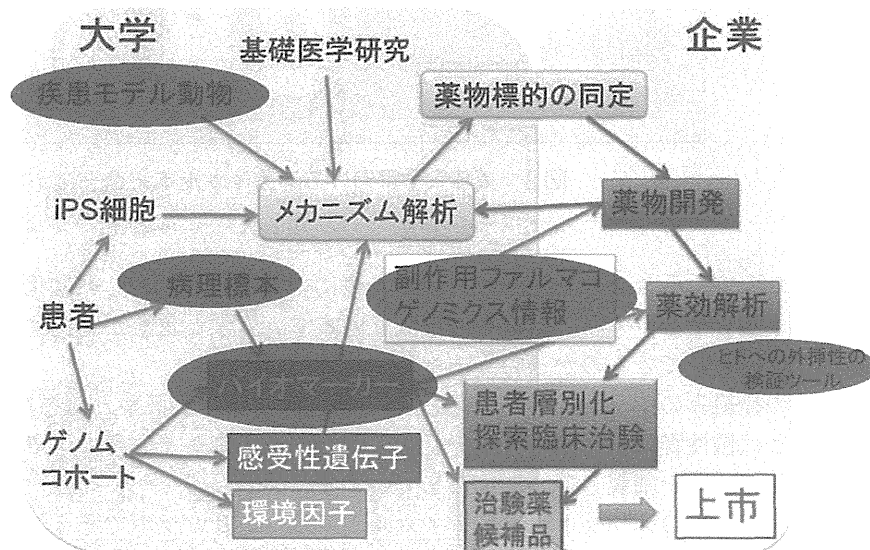 大学
企業
基礎医学研究
疾患モデル動物
薬物標的の同定
iPS細胞
メカニズム解析
薬物開発
病理標本
副作用ファルマコ
ゲノミクス情報
患者
薬効解析
ヒトへの外挿性の
検証ツール
バイオマーカー
患者層別化
探索臨床治験
ゲノム
コホート
感受性遺伝子
環境因子
治験薬
候補品
上市